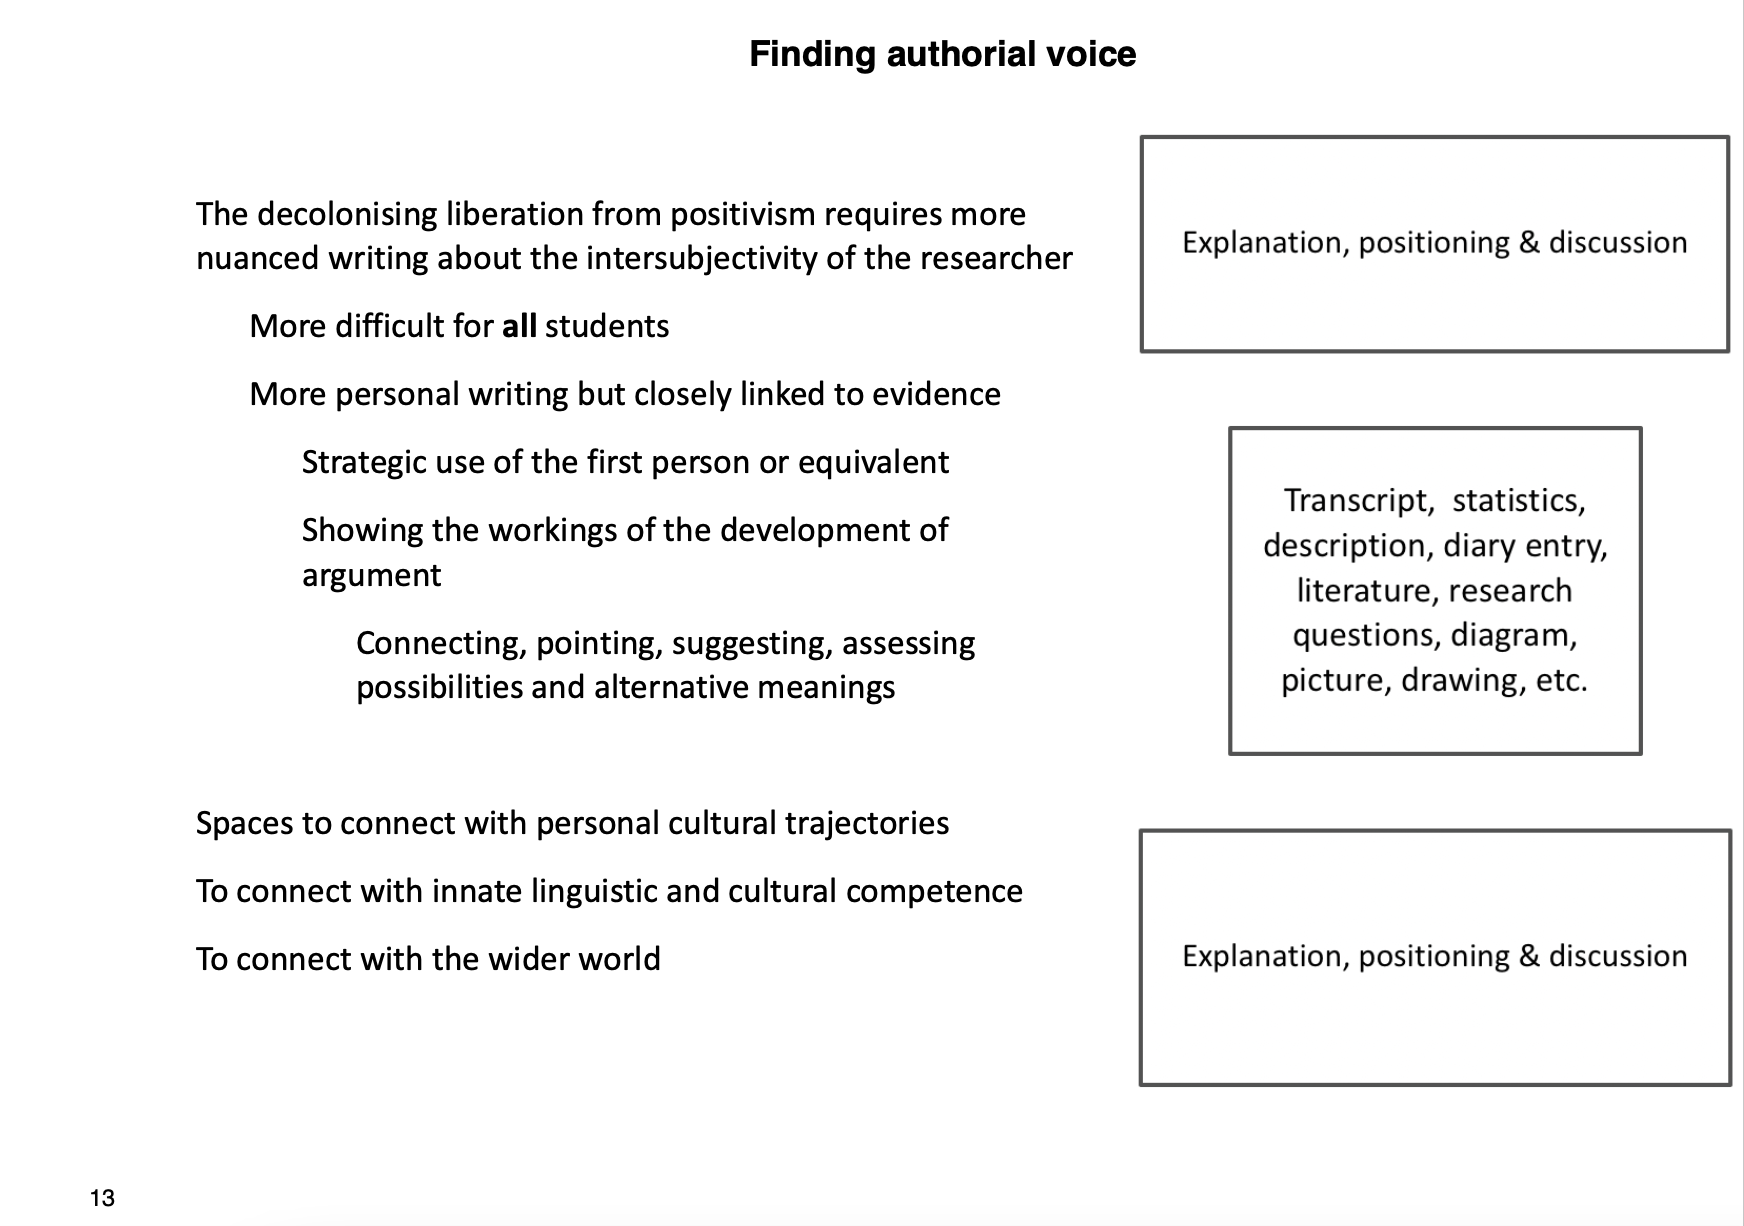 Finding authorial voice
The decolonising liberation from positivism requires more
nuanced writing about the intersubjectivity of the researcher
More difficult for all students
More personal writing but closely linked to evidence
Strategic use of the first person or equivalent
Showing the workings of the development of
argument
Connecting, pointing, suggesting, assessing
possibilities and alternative meanings
Spaces to connect with personal cultural trajectories
To connect with innate linguistic and cultural competence
To connect with the wider world
Explanation, positioning & discussion
Transcript, statistics,
description, diary entry,
literature, research
questions, diagram,
picture, drawing, etc.
Explanation, positioning & discussion
13